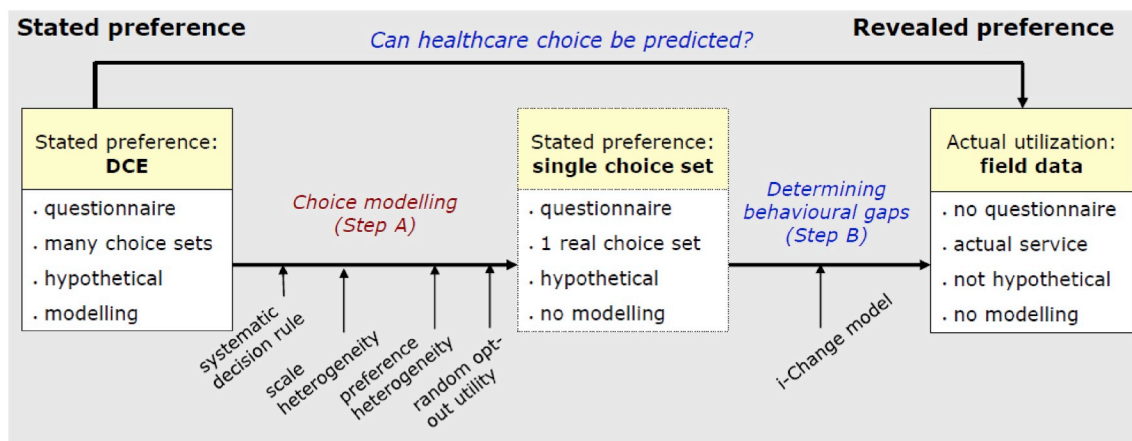 Stated preference
Can healthcare choice be predicted?
Revealed preference
Stated preference:
DCE
. questionnaire
. many choice sets
. hypothetical
. modelling
Choice modelling
(Step A)
systematic
decision rule
scale
heterogeneity
preference
heterogeneity
random opt-
out utility
Stated preference:
single choice set
. questionnaire
. 1 real choice set
. hypothetical
. no modelling
Determining
behavioural gaps
(Step B)
i-Change model
Actual utilization:
field data
. no questionnaire
. actual service
. not hypothetical
. no modelling